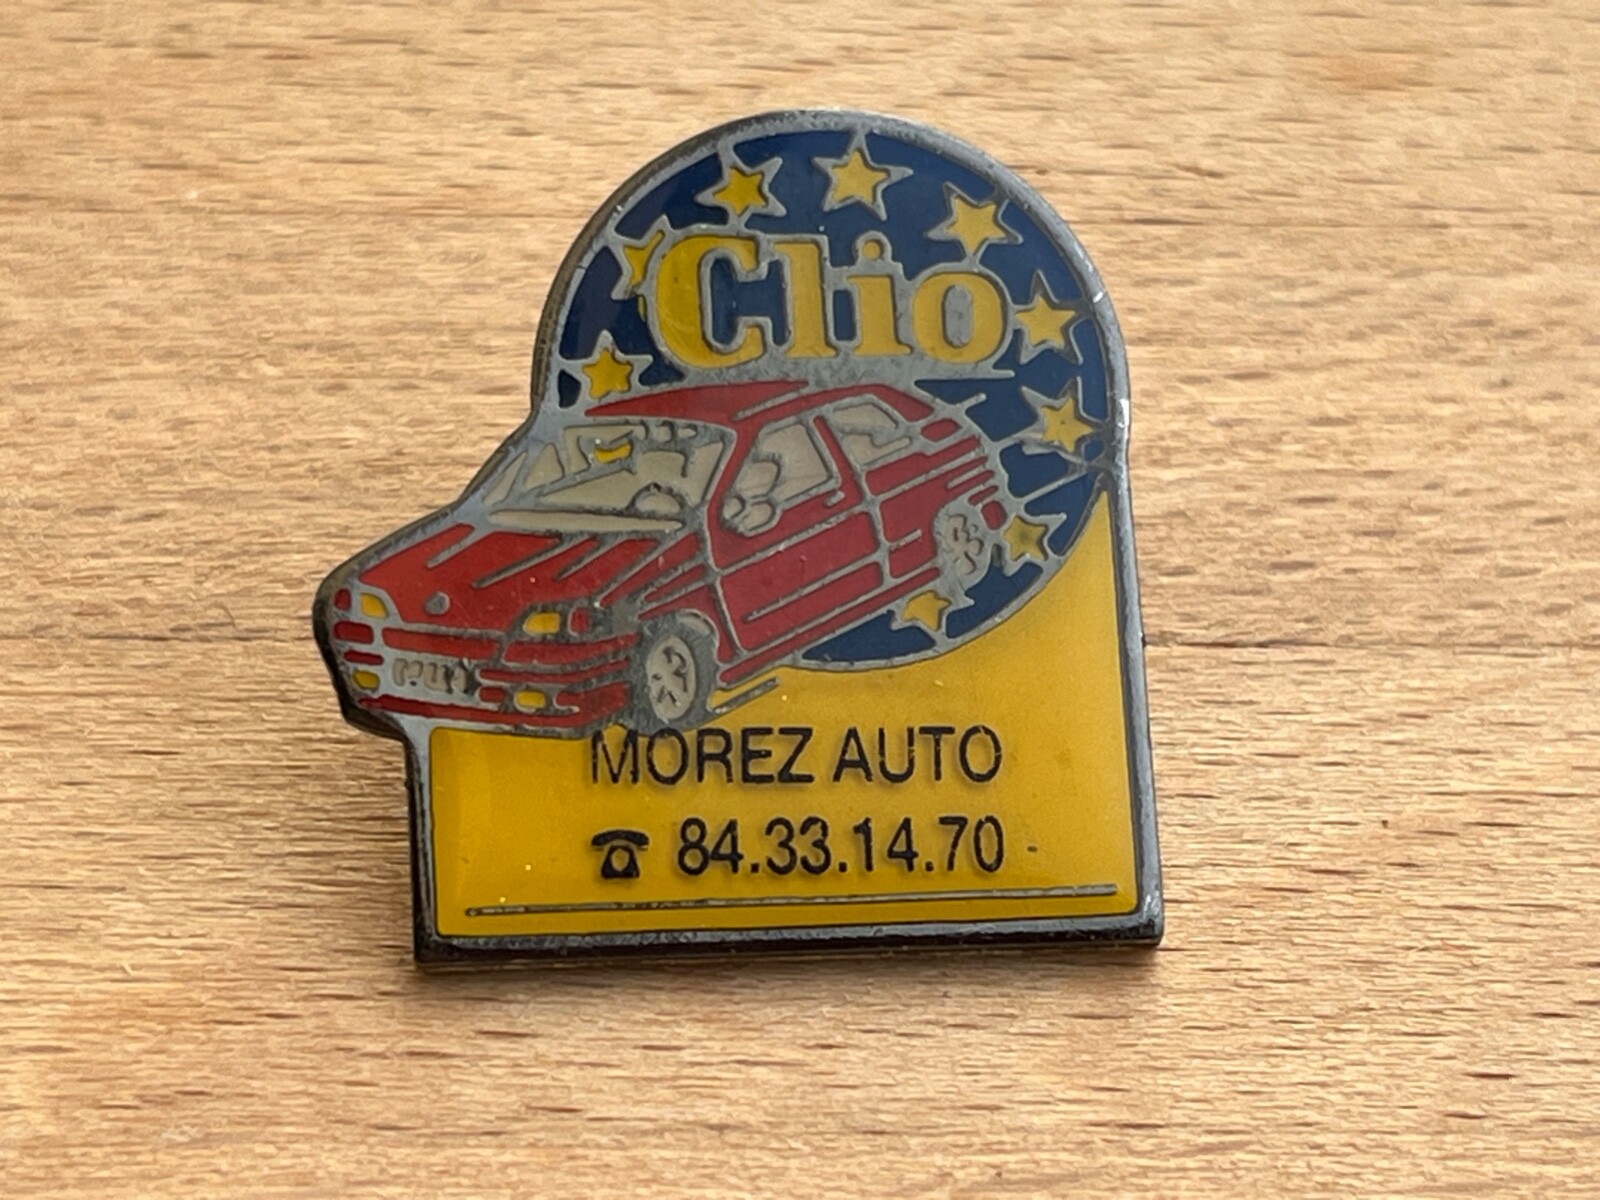 Clio
MOREZ AUTO
☎ 84.33.14.70